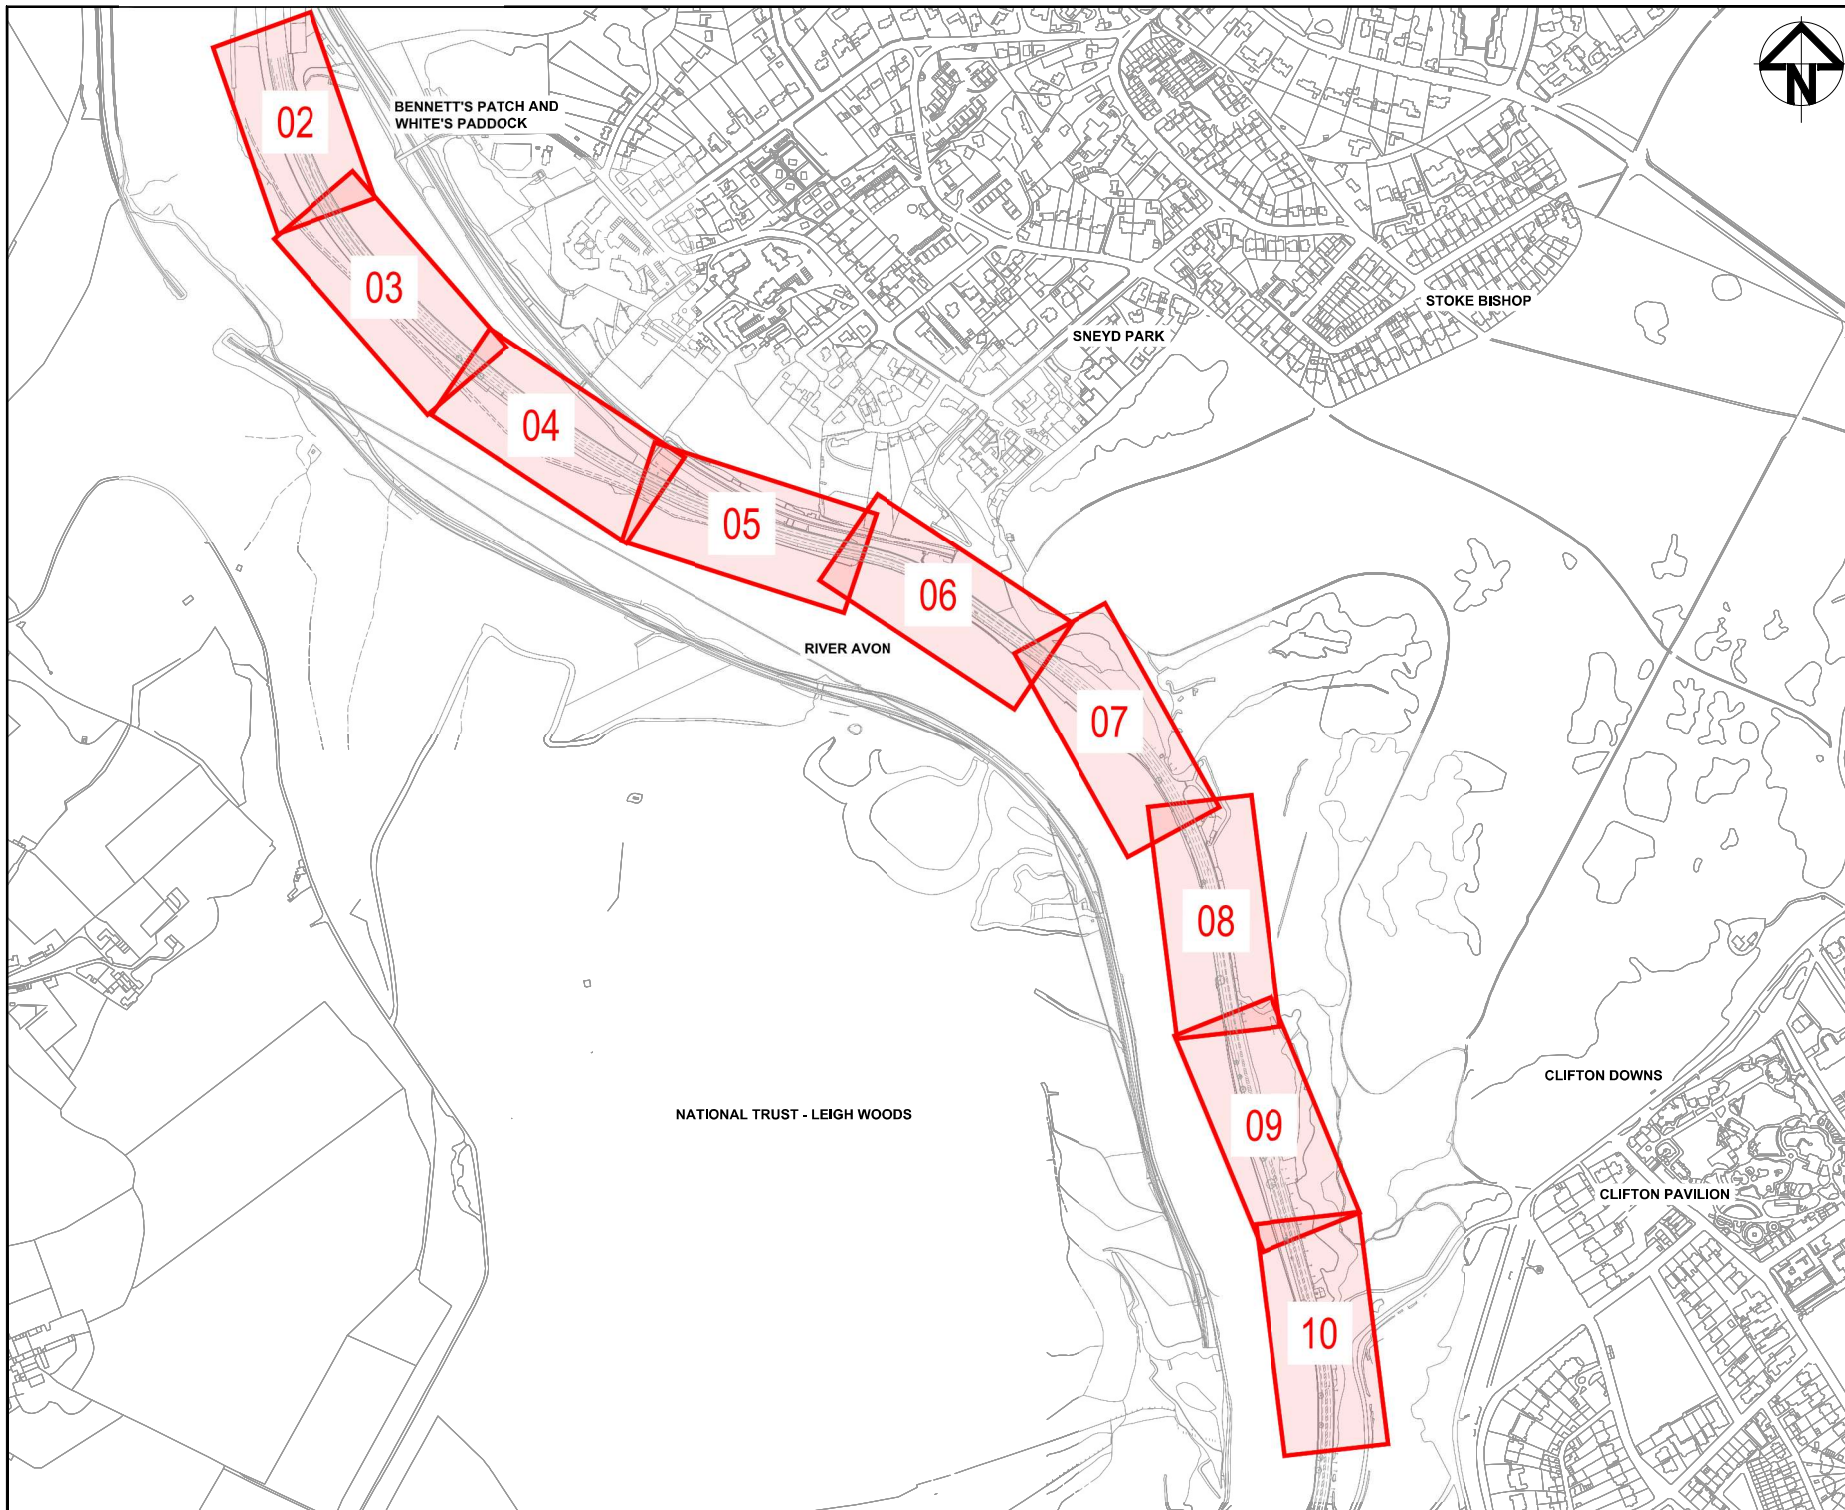 N
02
BENNETT'S PATCH AND
WHITE'S PADDOCK
03
STOKE BISHOP
SNEYD PARK
04
05
06
RIVER AVON
07
08
CLIFTON DOWNS
NATIONAL TRUST - LEIGH WOODS
09
CLIFTON PAVILION
10